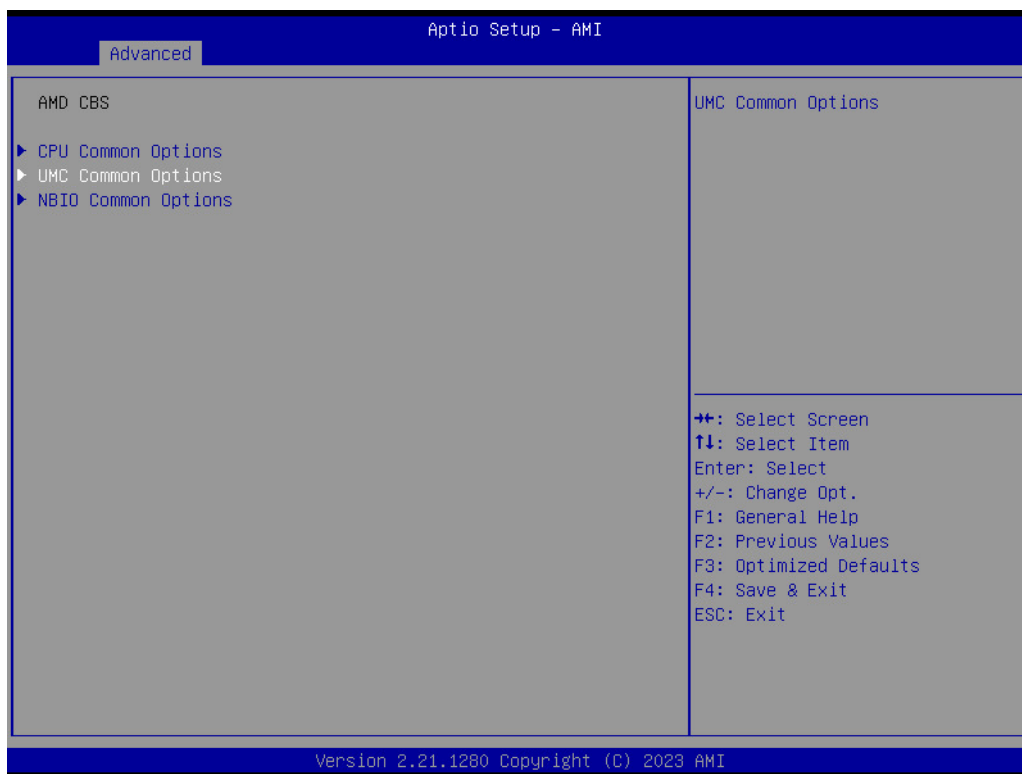 Aptio Setup - AMI
Advanced
AMD CBS
CPU Common Options
UMC Common Options
NBIO Common Options
UMC Common Options
→←: Select Screen
↑↓: Select Item
Enter: Select
+/-: Change Opt.
F1: General Help
F2: Previous Values
F3: Optimized Defaults
F4: Save & Exit
ESC: Exit
Version 2.21.1280 Copyright (C) 2023 AMI